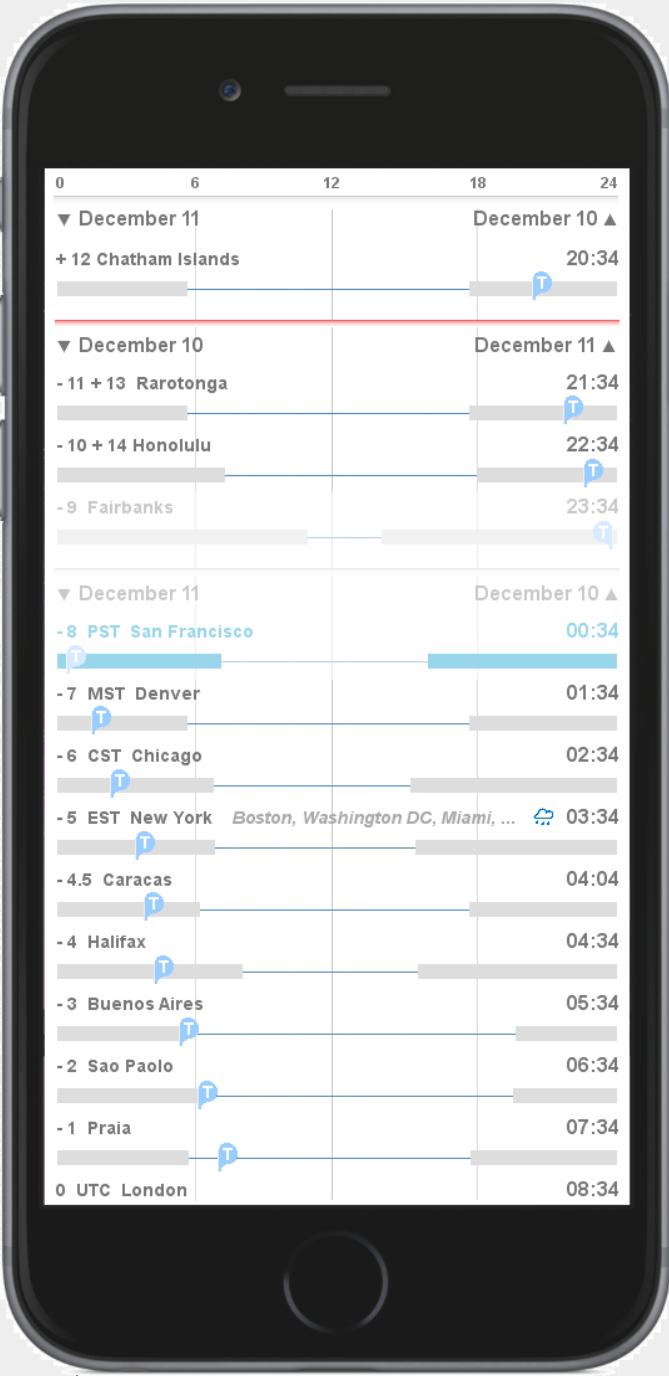 0 6 12 18 24
▼ December 11 December 10 ▲
+ 12 Chatham Islands 20:34
T
▼ December 10 December 11 ▲
- 11 + 13 Rarotonga 21:34
T
- 10 + 14 Honolulu 22:34
T
- 9 Fairbanks 23:34
T
▼ December 11 December 10 ▲
- 8 PST San Francisco 00:34
T
- 7 MST Denver 01:34
T
- 6 CST Chicago 02:34
T
- 5 EST New York Boston, Washington DC, Miami, ... 03:34
T
- 4.5 Caracas 04:04
T
- 4 Halifax 04:34
T
- 3 Buenos Aires 05:34
T
- 2 Sao Paolo 06:34
T
- 1 Praia 07:34
T
0 UTC London 08:34